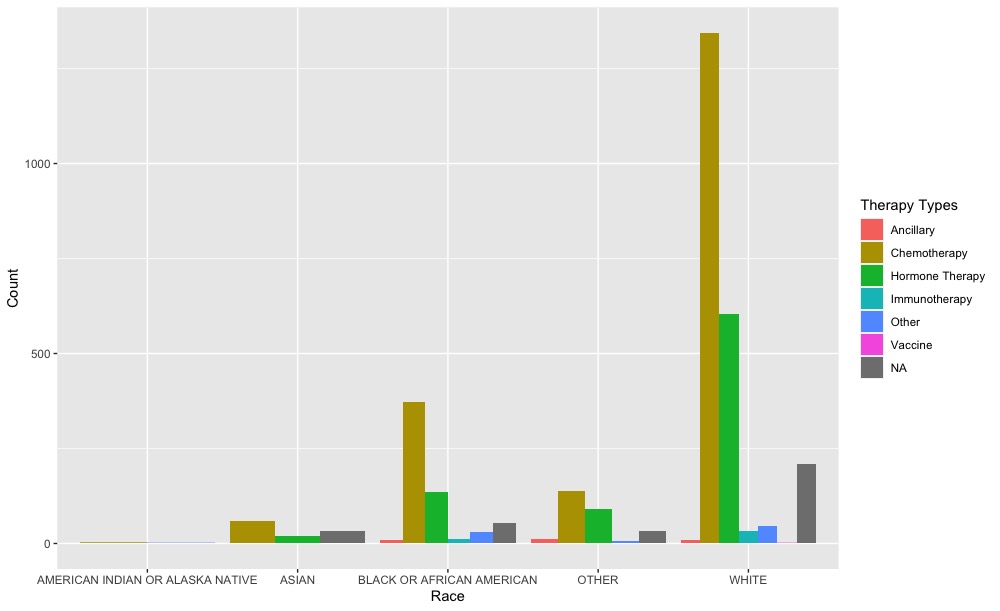 Count
1000
500
0
AMERICAN INDIAN OR ALASKA NATIVE
ASIAN
BLACK OR AFRICAN AMERICAN
OTHER
WHITE
Race
Therapy Types
Ancillary
Chemotherapy
Hormone Therapy
Immunotherapy
Other
Vaccine
NA